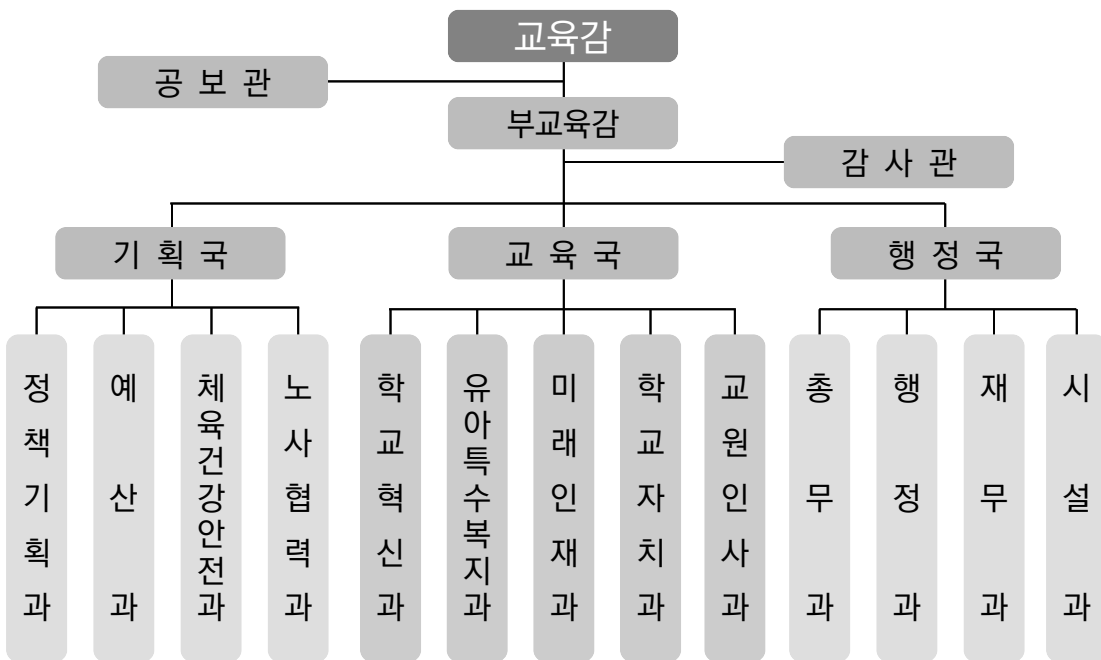 교육감
공 보 관
부교육감
감 사 관
기 획 국
교 육 국
행 정 국
정책기획과
예산과
체육건강안전과
노사협력과
학교혁신과
유아특수복지과
미래인재과
학교자치과
교원인사과
총무과
행정과
재무과
시설과